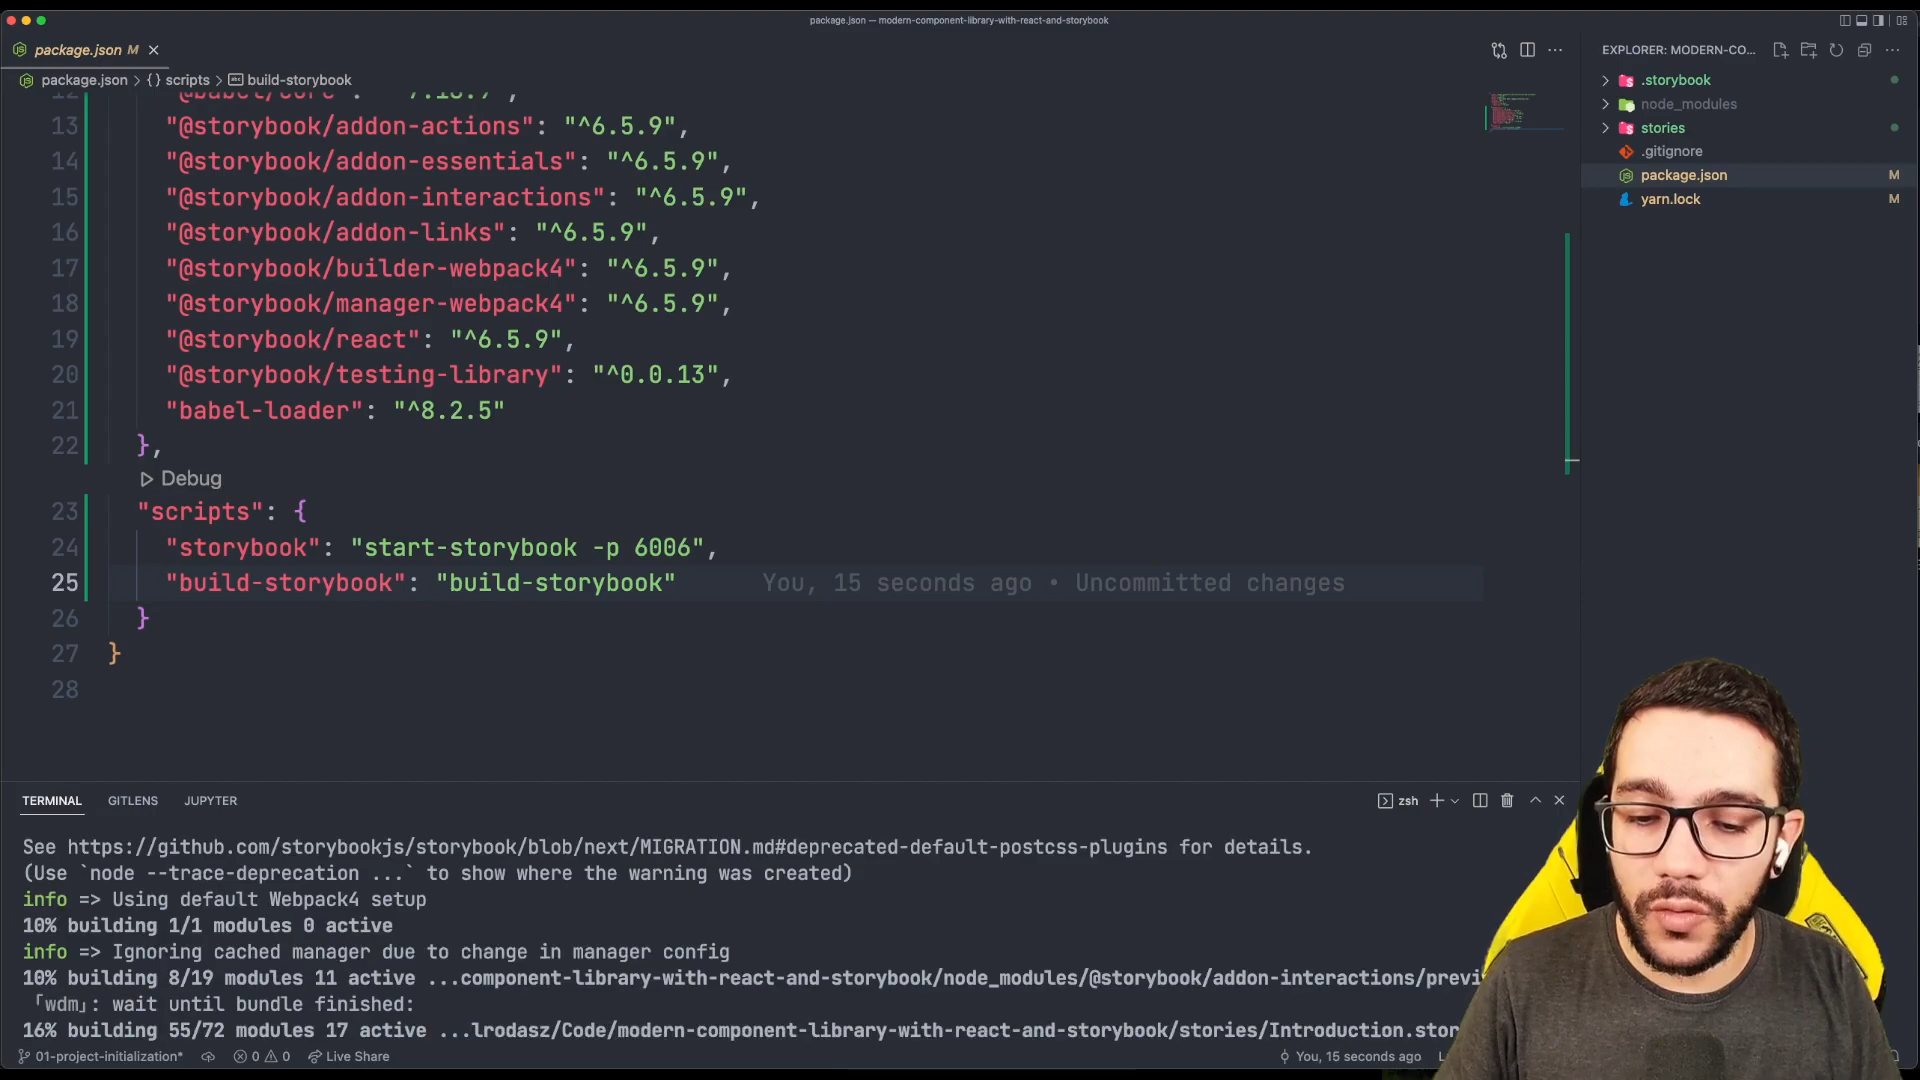 package.json — modern-component-library-with-react-and-storybook
package.json M
package.json > {} scripts > build-storybook
13 "@storybook/addon-actions": "^6.5.9",
14 "@storybook/addon-essentials": "^6.5.9",
15 "@storybook/addon-interactions": "^6.5.9",
16 "@storybook/addon-links": "^6.5.9",
17 "@storybook/builder-webpack4": "^6.5.9",
18 "@storybook/manager-webpack4": "^6.5.9",
19 "@storybook/react": "^6.5.9",
20 "@storybook/testing-library": "^0.0.13",
21 "babel-loader": "^8.2.5"
22 },
Debug
23 "scripts": {
24 "storybook": "start-storybook -p 6006",
25 "build-storybook": "build-storybook" You, 15 seconds ago • Uncommitted changes
26 }
27 }
28
EXPLORER: MODERN-CO...
.storybook
node_modules
stories
.gitignore
package.json M
yarn.lock M
TERMINAL GITLENS JUPYTER
zsh
See https://github.com/storybookjs/storybook/blob/next/MIGRATION.md#deprecated-default-postcss-plugins for details.
(Use `node --trace-deprecation ...` to show where the warning was created)
info => Using default Webpack4 setup
10% building 1/1 modules 0 active
info => Ignoring cached manager due to change in manager config
10% building 8/19 modules 11 active ...component-library-with-react-and-storybook/node_modules/@storybook/addon-interactions/previ
「wdm」: wait until bundle finished:
16% building 55/72 modules 17 active ...lrodasz/Code/modern-component-library-with-react-and-storybook/stories/Introduction.stor
01-project-initialization* 0 0 Live Share You, 15 seconds ago